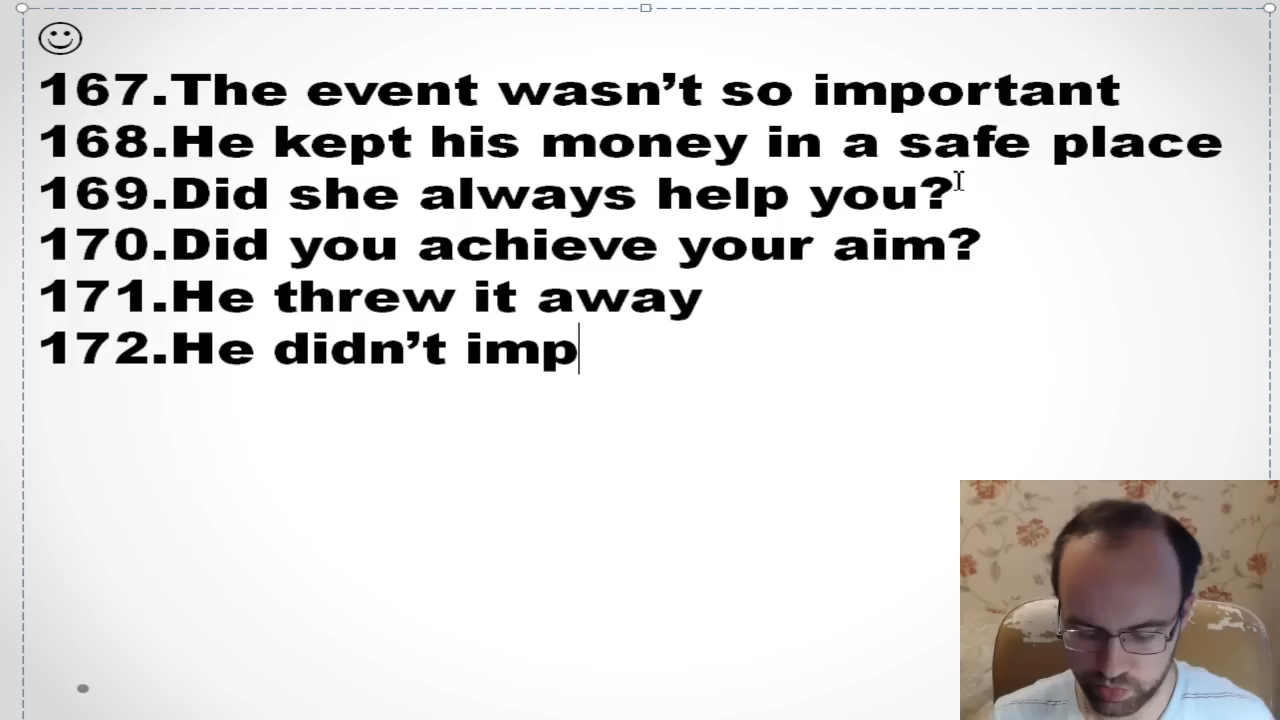 167.The event wasn’t so important
168.He kept his money in a safe place
169.Did she always help you?
170.Did you achieve your aim?
171.He threw it away
172.He didn’t imp